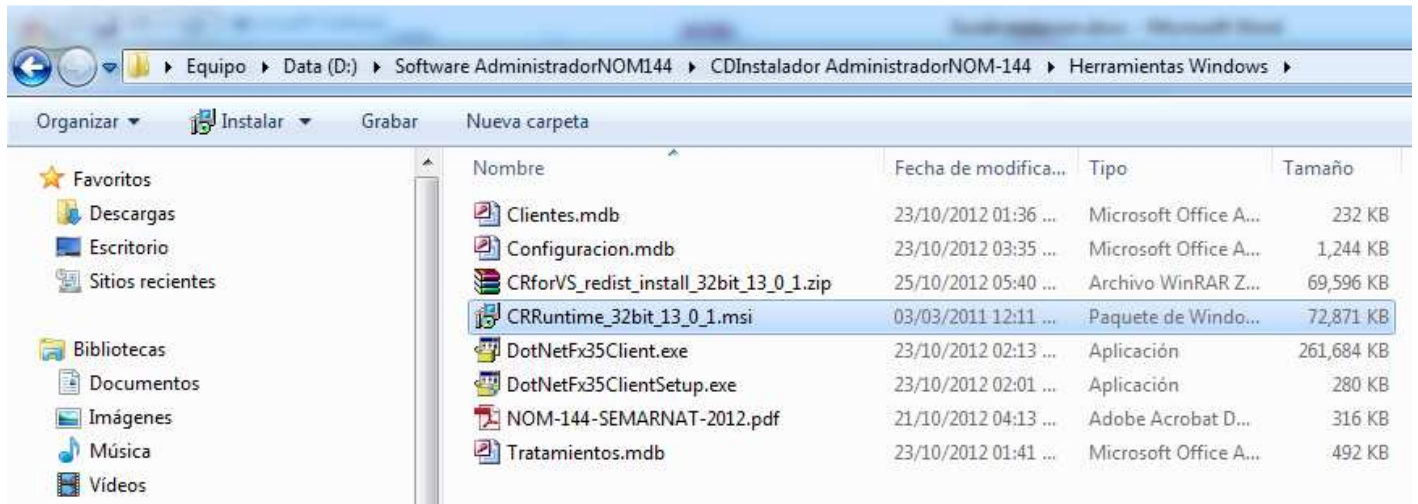 Equipo ▸ Data (D:) ▸ Software AdministradorNOM144 ▸ CDInstalador AdministradorNOM-144 ▸ Herramientas Windows ▸
Organizar Instalar Grabar Nueva carpeta
Favoritos
Descargas
Escritorio
Sitios recientes
Bibliotecas
Documentos
Imágenes
Música
Vídeos
Nombre Fecha de modifica... Tipo Tamaño
Clientes.mdb 23/10/2012 01:36 ... Microsoft Office A... 232 KB
Configuracion.mdb 23/10/2012 03:35 ... Microsoft Office A... 1,244 KB
CRforVS_redist_install_32bit_13_0_1.zip 25/10/2012 05:40 ... Archivo WinRAR Z... 69,596 KB
CRRuntime_32bit_13_0_1.msi 03/03/2011 12:11 ... Paquete de Windo... 72,871 KB
DotNetFx35Client.exe 23/10/2012 02:13 ... Aplicación 261,684 KB
DotNetFx35ClientSetup.exe 23/10/2012 02:01 ... Aplicación 280 KB
NOM-144-SEMARNAT-2012.pdf 21/10/2012 04:13 ... Adobe Acrobat D... 316 KB
Tratamientos.mdb 23/10/2012 01:41 ... Microsoft Office A... 492 KB